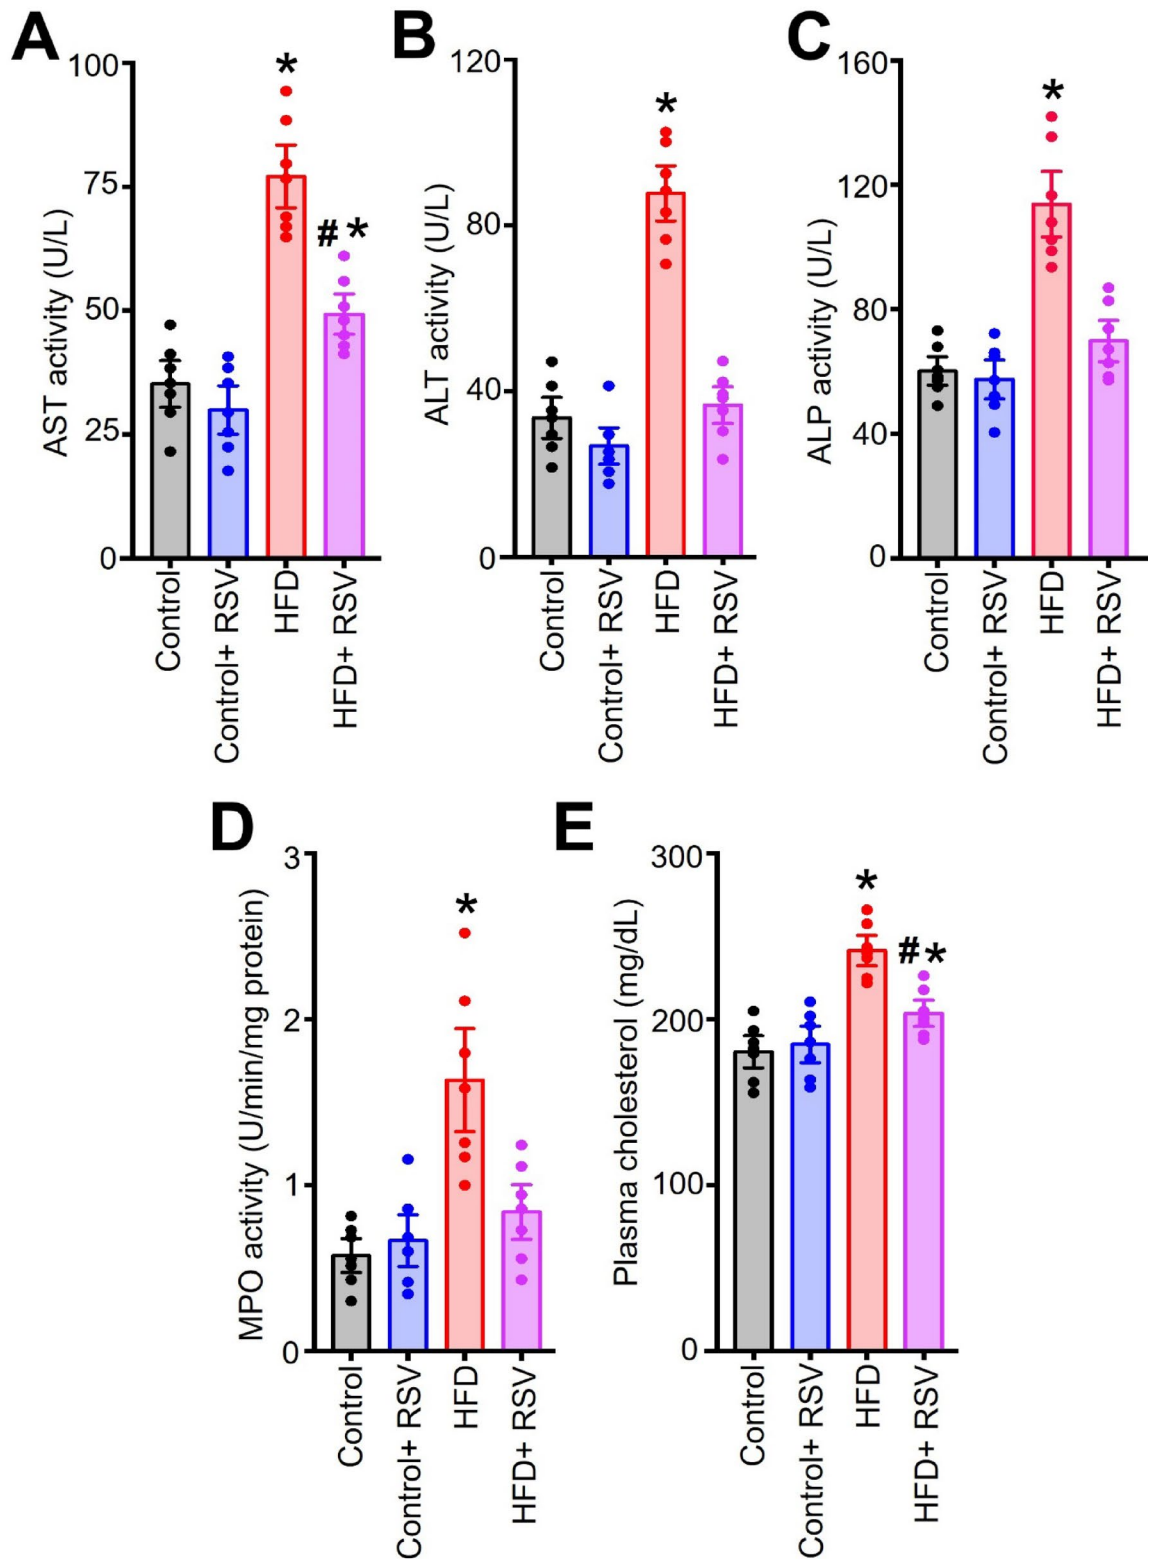 A
AST activity (U/L)
100
75
50
25
0
*
# *
Control
Control+ RSV
HFD
HFD+ RSV
B
ALT activity (U/L)
120
80
40
0
*
Control
Control+ RSV
HFD
HFD+ RSV
C
ALP activity (U/L)
160
120
80
40
0
*
Control
Control+ RSV
HFD
HFD+ RSV
D
MPO activity (U/min/mg protein)
3
2
1
0
*
Control
Control+ RSV
HFD
HFD+ RSV
E
Plasma cholesterol (mg/dL)
300
200
100
0
*
#*
Control
Control+ RSV
HFD
HFD+ RSV